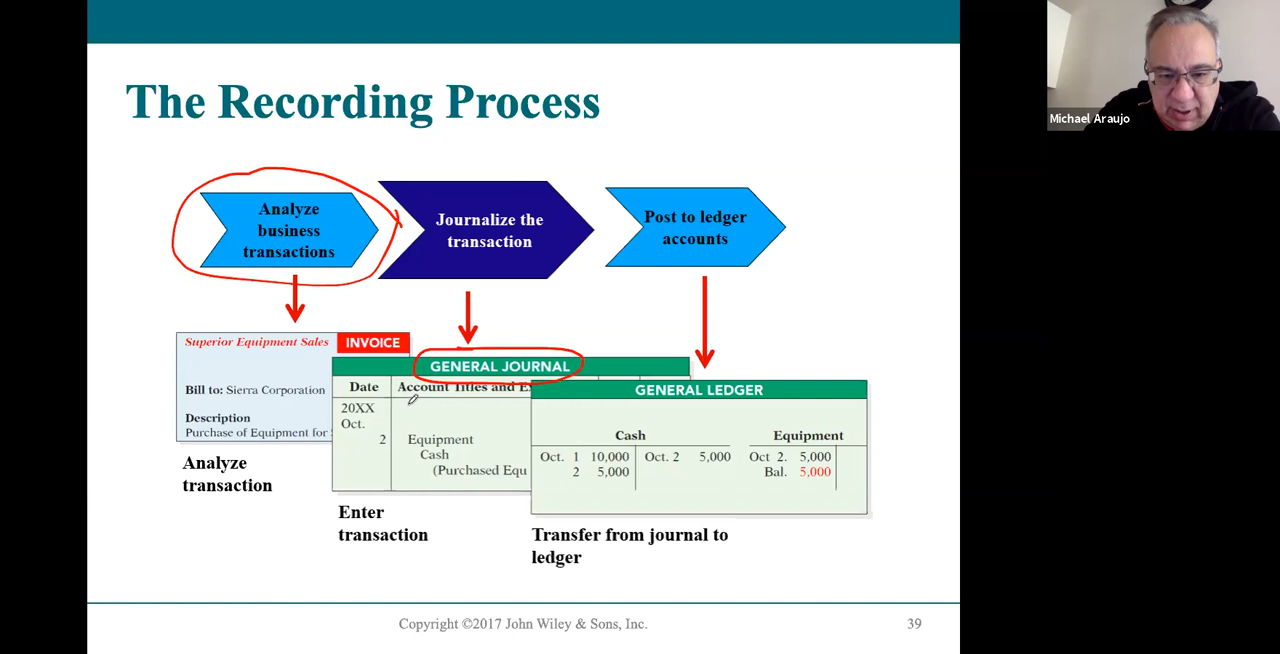 Michael Araujo
The Recording Process
Analyze
business
transactions
Journalize the
transaction
Post to ledger
accounts
Superior Equipment Sales
INVOICE
Bill to: Sierra Corporation
Description
Purchase of Equipment for
GENERAL JOURNAL
Date Account Titles and
20XX
Oct.
2 Equipment
Cash
(Purchased Equ
GENERAL LEDGER
Cash
Oct. 1 10,000 Oct. 2 5,000
2 5,000
Equipment
Oct 2. 5,000
Bal. 5,000
Analyze
transaction
Enter
transaction
Transfer from journal to
ledger
Copyright ©2017 John Wiley & Sons, Inc.
39